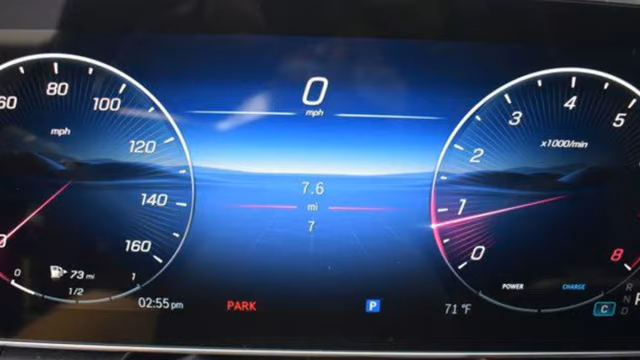 60 80 100 120 140 160
mph
0
73 mi
0 1/2 1
02:55 pm
PARK
0
mph
7.6
mi
7
P
71 °F
0 1 2 3 4 5 8
x1000/min
POWER CHARGE
C
R
N
D
P